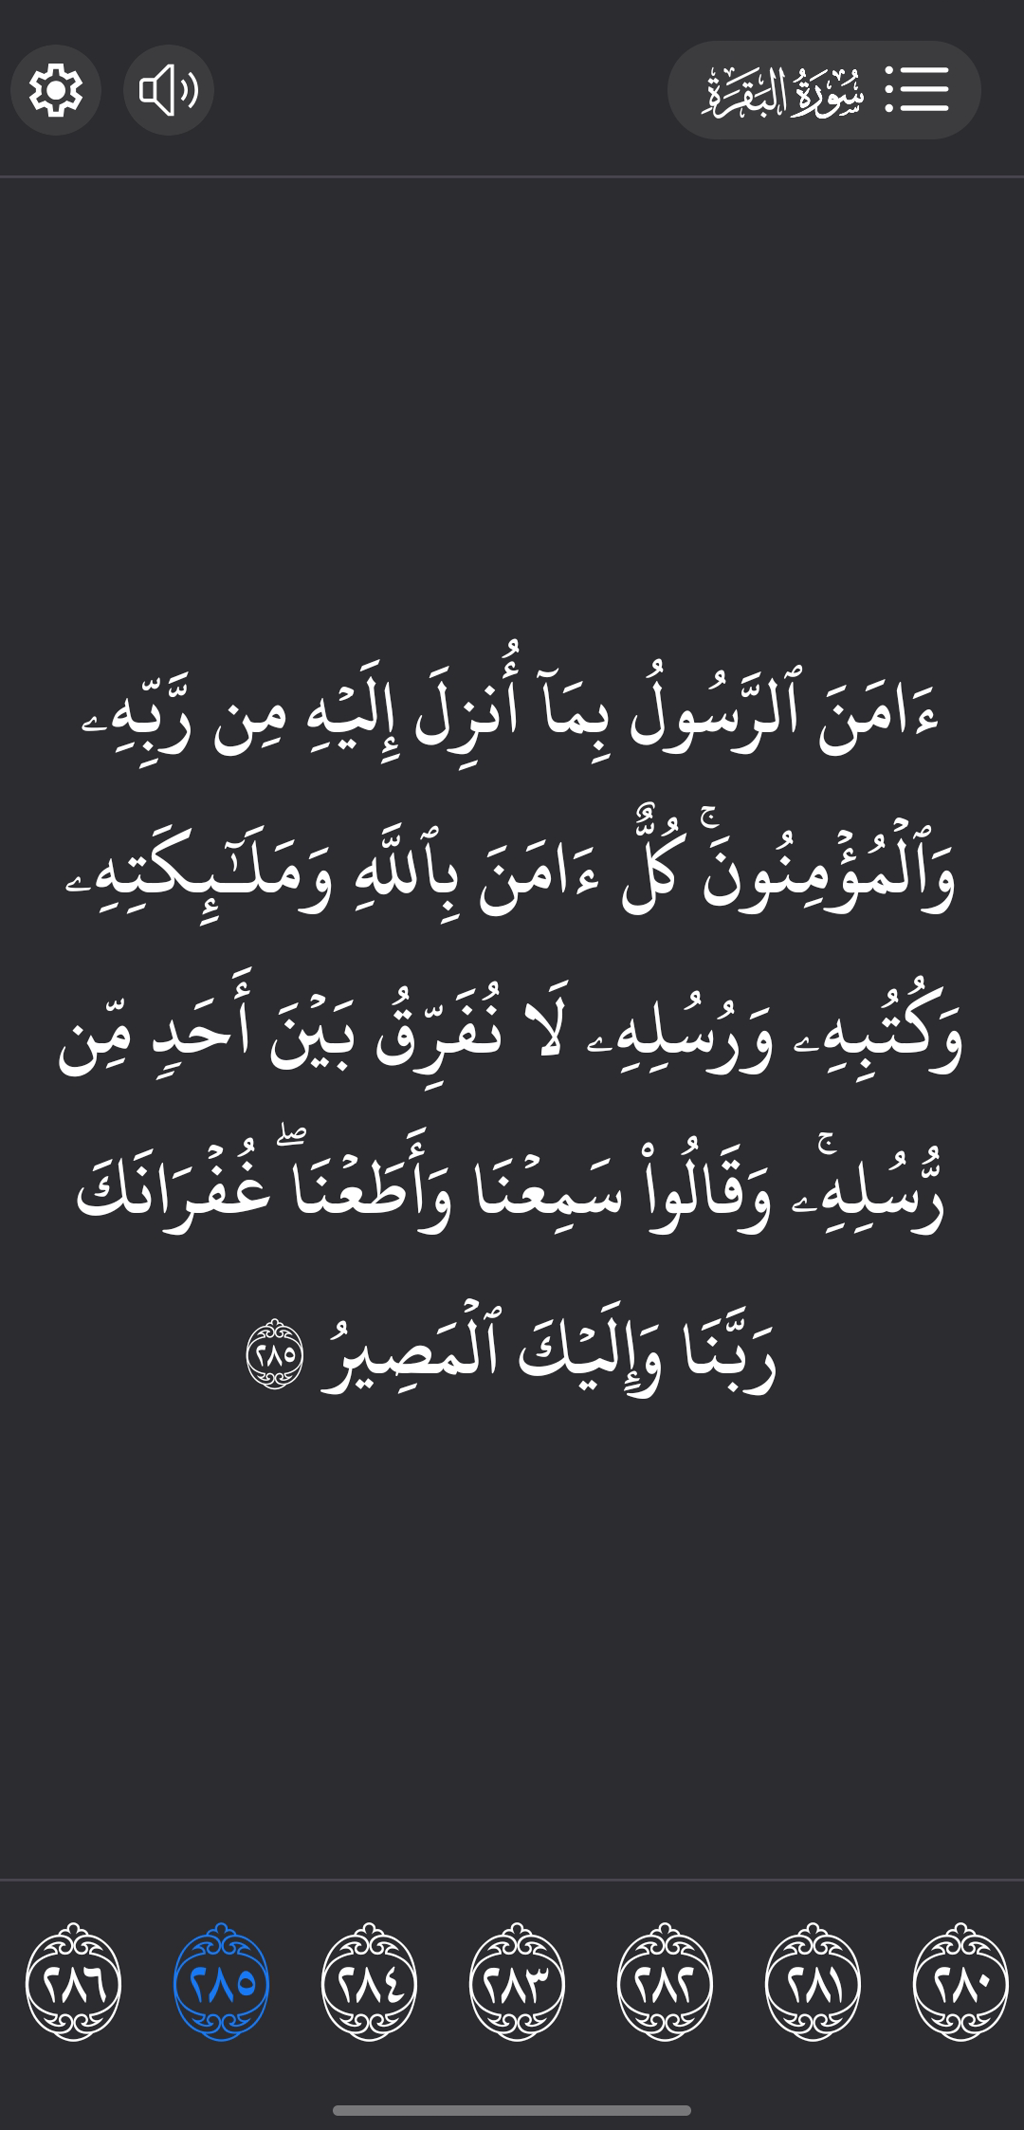 سُورَةُ البَقَرَةِ
ءَامَنَ ٱلرَّسُولُ بِمَآ أُنزِلَ إِلَيۡهِ مِن رَّبِّهِۦ
وَٱلۡمُؤۡمِنُونَۚ كُلٌّ ءَامَنَ بِٱللَّهِ وَمَلَـٰٓئِكَتِهِۦ
وَكُتُبِهِۦ وَرُسُلِهِۦ لَا نُفَرِّقُ بَيۡنَ أَحَدٖ مِّن
رُّسُلِهِۦۚ وَقَالُواْ سَمِعۡنَا وَأَطَعۡنَاۖ غُفۡرَانَكَ
رَبَّنَا وَإِلَيۡكَ ٱلۡمَصِيرُ ٢٨٥
٢٨٠ ٢٨١ ٢٨٢ ٢٨٣ ٢٨٤ ٢٨٥ ٢٨٦